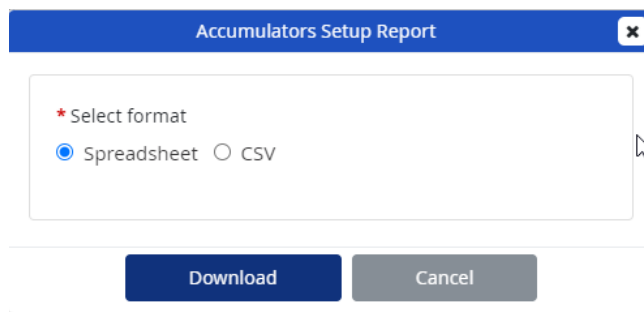 Accumulators Setup Report
* Select format
Spreadsheet CSV
Download Cancel